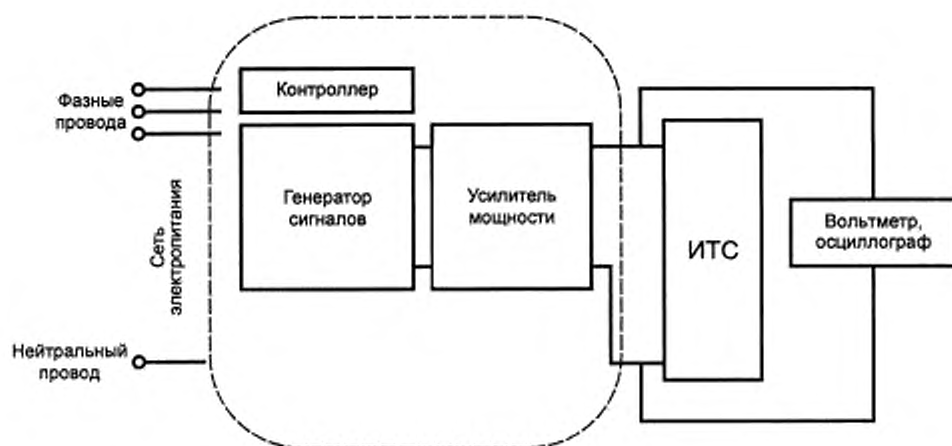 Контроллер
Фазные
провода
Генератор
сигналов
Усилитель
мощности
Сеть
электропитания
ИТС
Вольтметр,
осциллограф
Нейтральный
провод